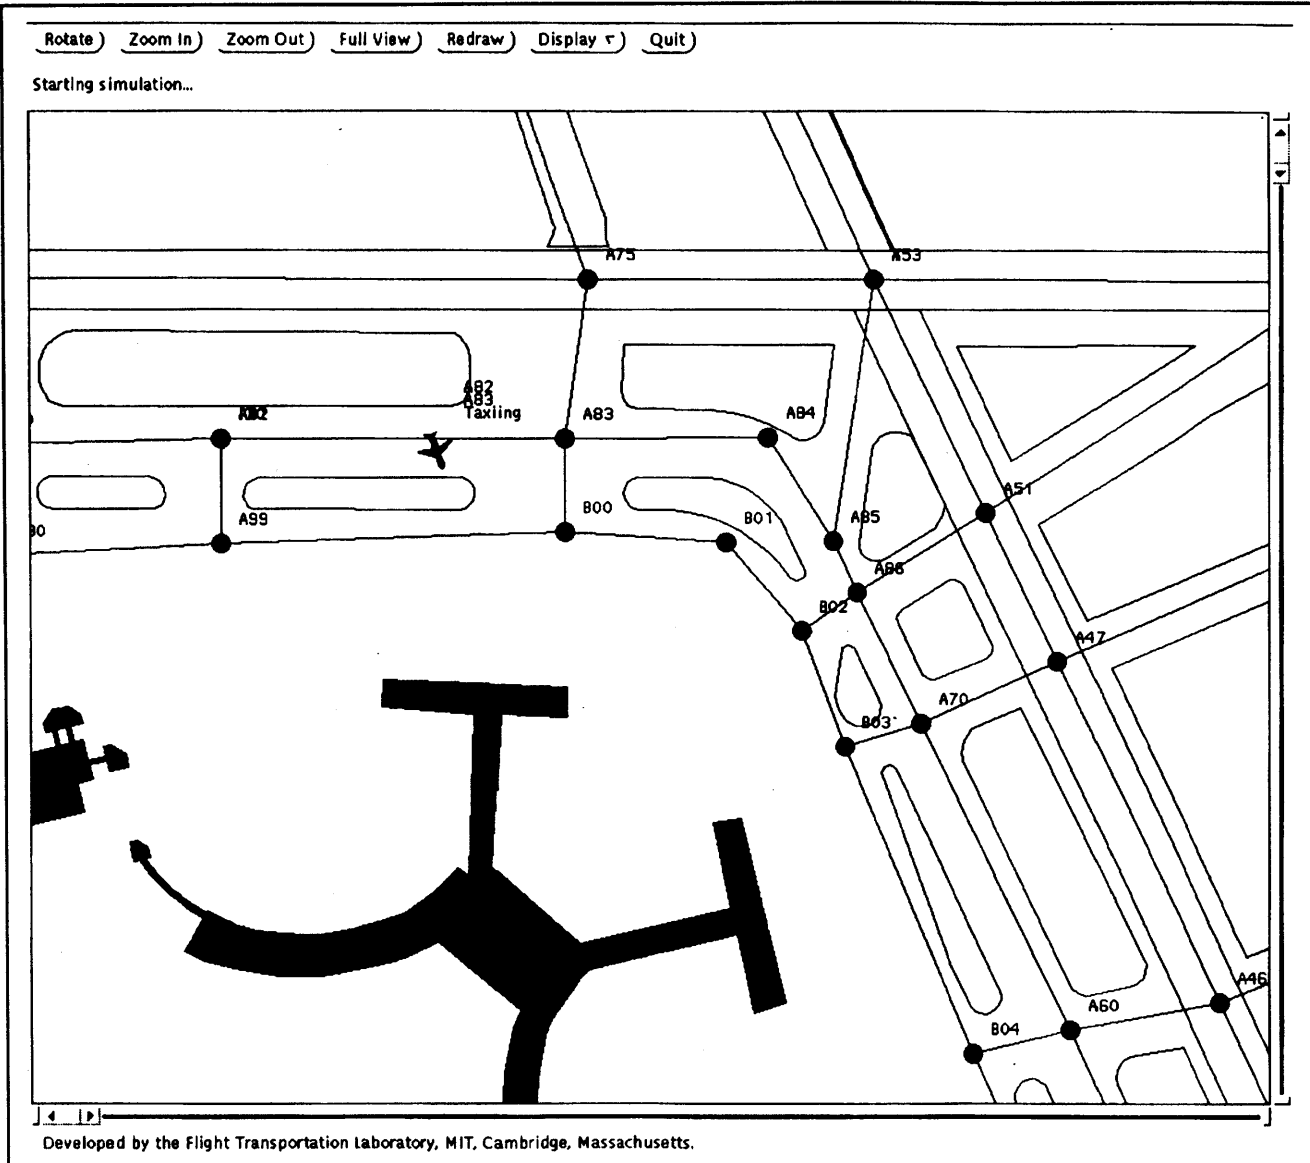 Rotate Zoom In Zoom Out Full View Redraw Display Quit
Starting simulation...
A75
A53
A82
A83
Taxiing
A83
A84
A99
B00
B01
A85
A51
A86
B02
A47
A70
B03
A46
A60
B04
Developed by the Flight Transportation Laboratory, MIT, Cambridge, Massachusetts.